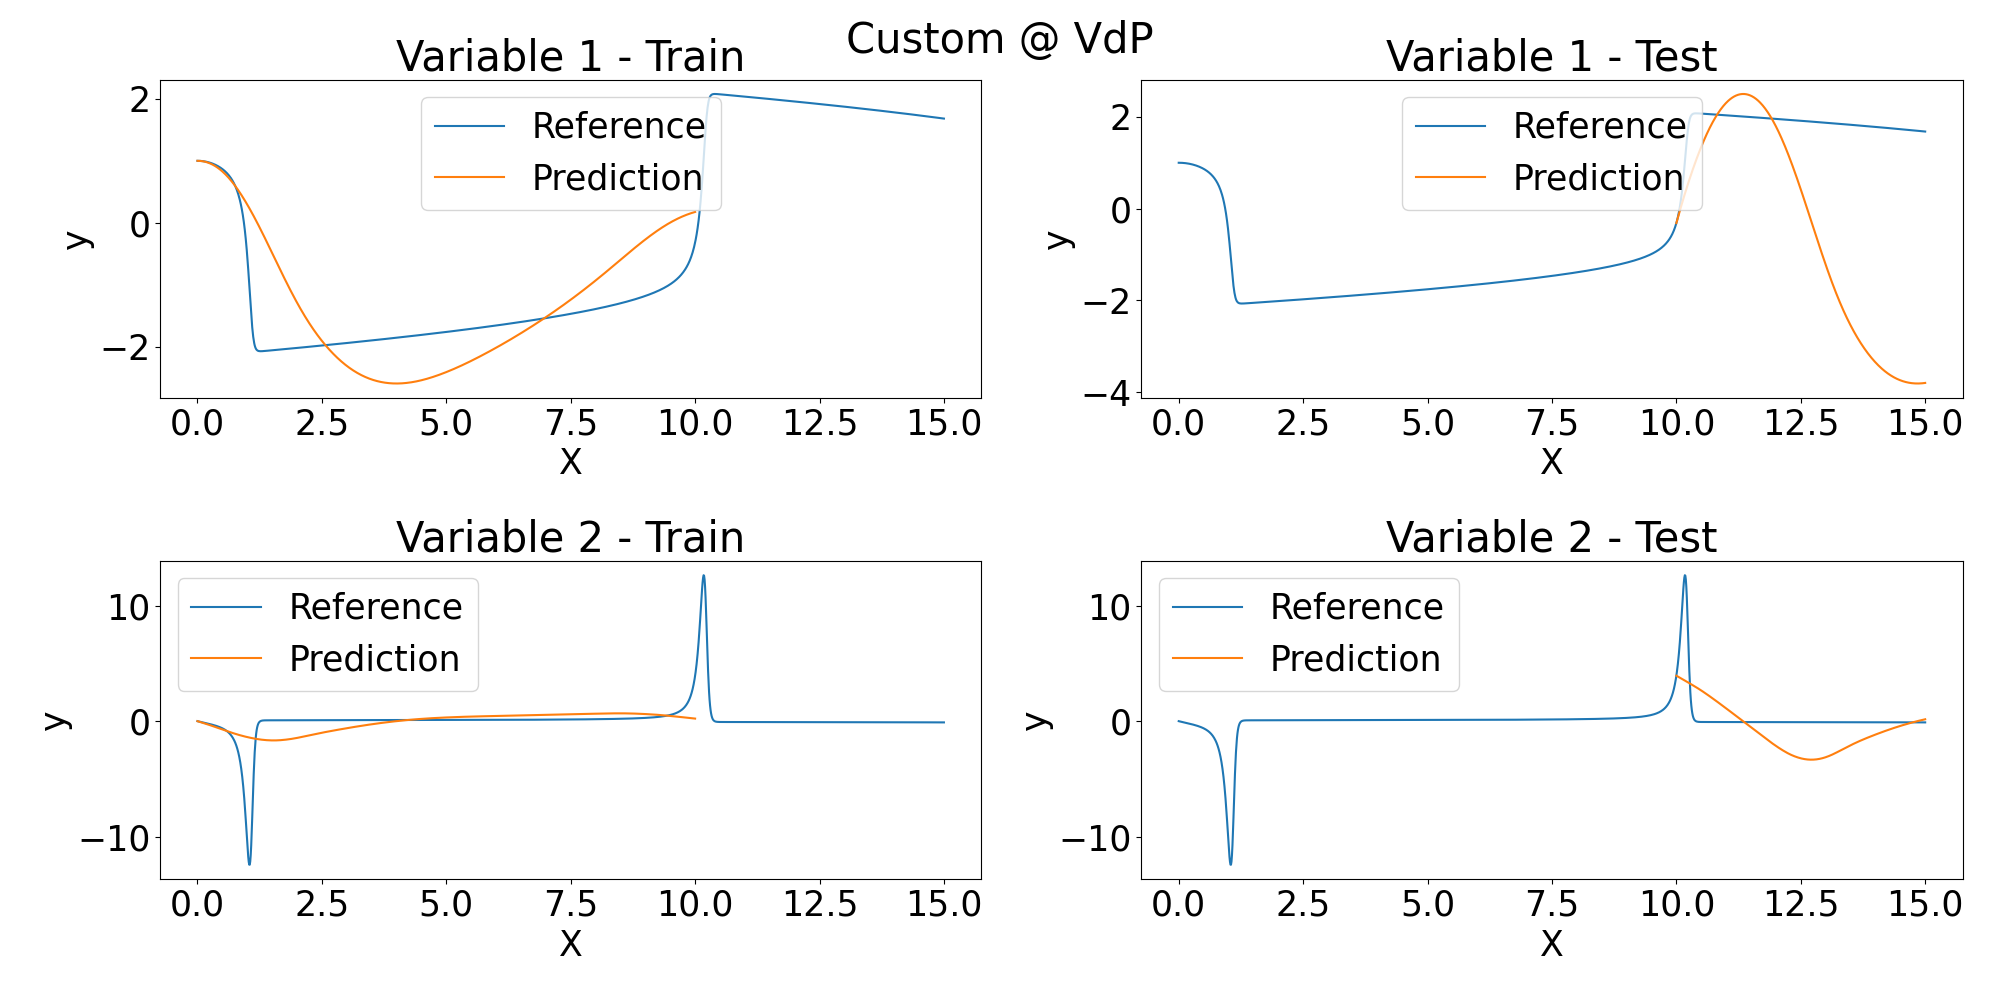 Custom @ VdP
Variable 1 - Train
2
0
−2
y
Reference
Prediction
0.0 2.5 5.0 7.5 10.0 12.5 15.0
X
Variable 1 - Test
2
0
−2
−4
y
Reference
Prediction
0.0 2.5 5.0 7.5 10.0 12.5 15.0
X
Variable 2 - Train
10
0
−10
y
Reference
Prediction
0.0 2.5 5.0 7.5 10.0 12.5 15.0
X
Variable 2 - Test
10
0
−10
y
Reference
Prediction
0.0 2.5 5.0 7.5 10.0 12.5 15.0
X